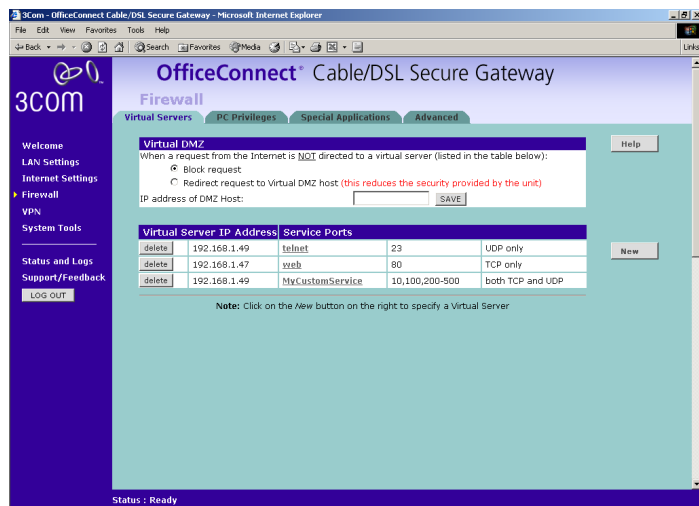 3Com - OfficeConnect Cable/DSL Secure Gateway - Microsoft Internet Explorer
File Edit View Favorites Tools Help
Back Search Favorites Media Links
3COM
OfficeConnect Cable/DSL Secure Gateway
Firewall
Virtual Servers PC Privileges Special Applications Advanced
Welcome
LAN Settings
Internet Settings
Firewall
VPN
System Tools
Status and Logs
Support/Feedback
LOG OUT
Virtual DMZ
When a request from the Internet is NOT directed to a virtual server (listed in the table below):
Block request
Redirect request to Virtual DMZ host (this reduces the security provided by the unit)
IP address of DMZ Host: SAVE
Help
Virtual Server IP Address Service Ports
delete 192.168.1.49 telnet 23 UDP only
delete 192.168.1.47 web 80 TCP only
delete 192.168.1.49 MyCustomService 10,100,200-500 both TCP and UDP
New
Note: Click on the New button on the right to specify a Virtual Server
Status : Ready